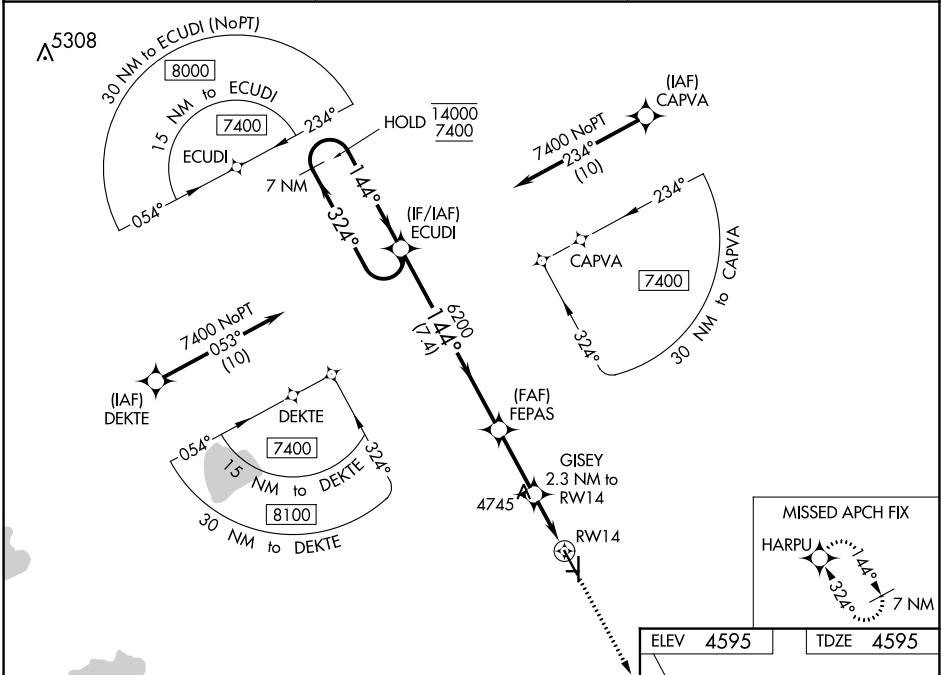 5308
30 NM to ECUDI (NoPT)
8000
15 NM to ECUDI
7400
ECUDI
234°
054°
HOLD 14000
7400
7 NM
144°
324°
(IF/IAF)
ECUDI
(IAF)
CAPVA
7400 NoPT
234°
(10)
234°
CAPVA
7400
324°
30 NM to CAPVA
6200
144°
(7.4)
7400 NoPT
053°
(10)
(IAF)
DEKTE
DEKTE
054°
7400
324°
15 NM to DEKTE
8100
30 NM to DEKTE
(FAF)
FEPAS
GISEY
2.3 NM to
RW14
4745
RW14
MISSED APCH FIX
HARPU
144°
324°
7 NM
ELEV 4595
TDZE 4595